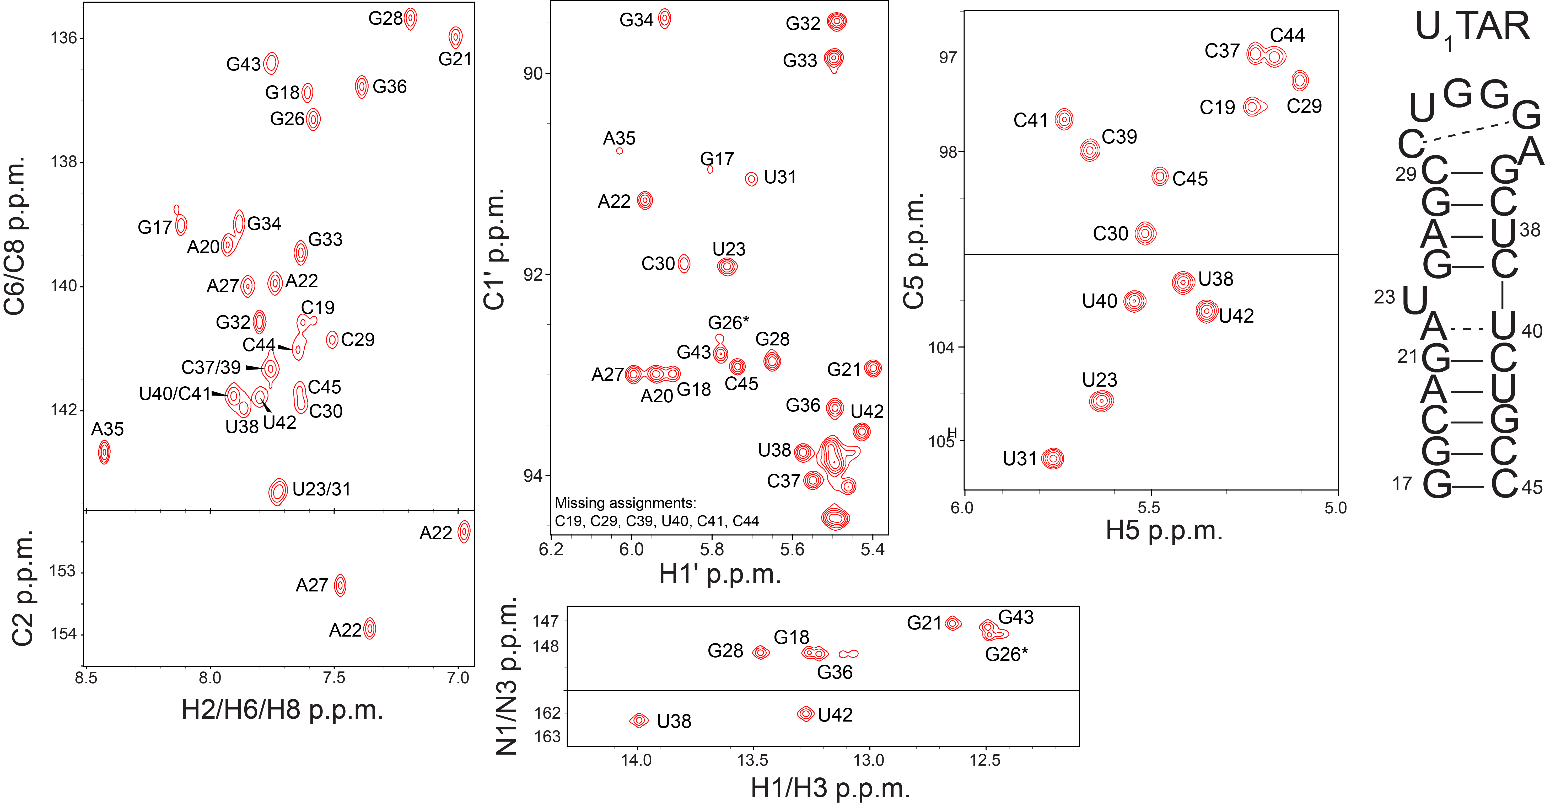 136
138
140
142
153
154
8.5
8.0
7.5
7.0
C6/C8 p.p.m.
C2 p.p.m.
H2/H6/H8 p.p.m.
G28
G21
G43
G18
G36
G26
G17
G34
A20
G33
A27
A22
G32
C19
C44
C29
C37/39
U40/C41
C45
C30
U38
U42
A35
U23/31
A22
A27
A22
90
92
94
6.2
6.0
5.8
5.6
5.4
C1' p.p.m.
H1' p.p.m.
G34
G32
G33
A35
G17
U31
A22
C30
U23
G26*
G43
G28
A27
A20
G18
C45
G21
G36
U42
U38
C37
Missing assignments:
C19, C29, C39, U40, C41, C44
97
98
104
105
H
6.0
5.5
5.0
C5 p.p.m.
H5 p.p.m.
C37
C44
C29
C19
C41
C39
C45
C30
U38
U40
U42
U23
U31
147
148
162
163
14.0
13.5
13.0
12.5
N1/N3 p.p.m.
H1/H3 p.p.m.
G21
G43
G28
G18
G36
G26*
U38
U42
U1TAR
U G G G
C A
29 C G
G C
A U 38
G C
23 U
A U 40
21 G C
A U
C G
G C
17 G C 45